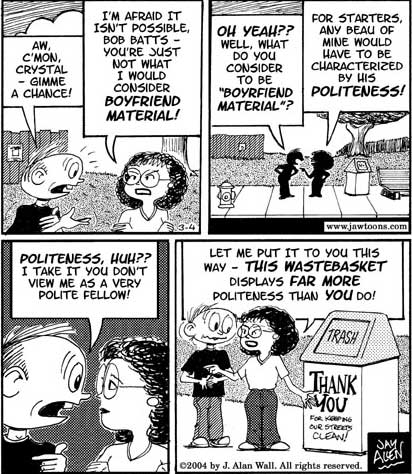 AW,
C'MON,
CRYSTAL
- GIMME
A CHANCE!
I'M AFRAID IT
ISN'T POSSIBLE,
BOB BATTS -
YOU'RE JUST
NOT WHAT
I WOULD
CONSIDER
BOYFRIEND
MATERIAL!
3-4
OH YEAH??
WELL, WHAT
DO YOU
CONSIDER
TO BE
"BOYRFIEND
MATERIAL"?
FOR STARTERS,
ANY BEAU OF
MINE WOULD
HAVE TO BE
CHARACTERIZED
BY HIS
POLITENESS!
www.jawtoons.com
POLITENESS, HUH??
I TAKE IT YOU DON'T
VIEW ME AS A VERY
POLITE FELLOW!
LET ME PUT IT TO YOU THIS
WAY - THIS WASTEBASKET
DISPLAYS FAR MORE
POLITENESS THAN YOU DO!
TRASH
THANK
YOU
FOR KEEPING
OUR STREETS
CLEAN!
JAY
ALLEN
©2004 by J. Alan Wall. All rights reserved.